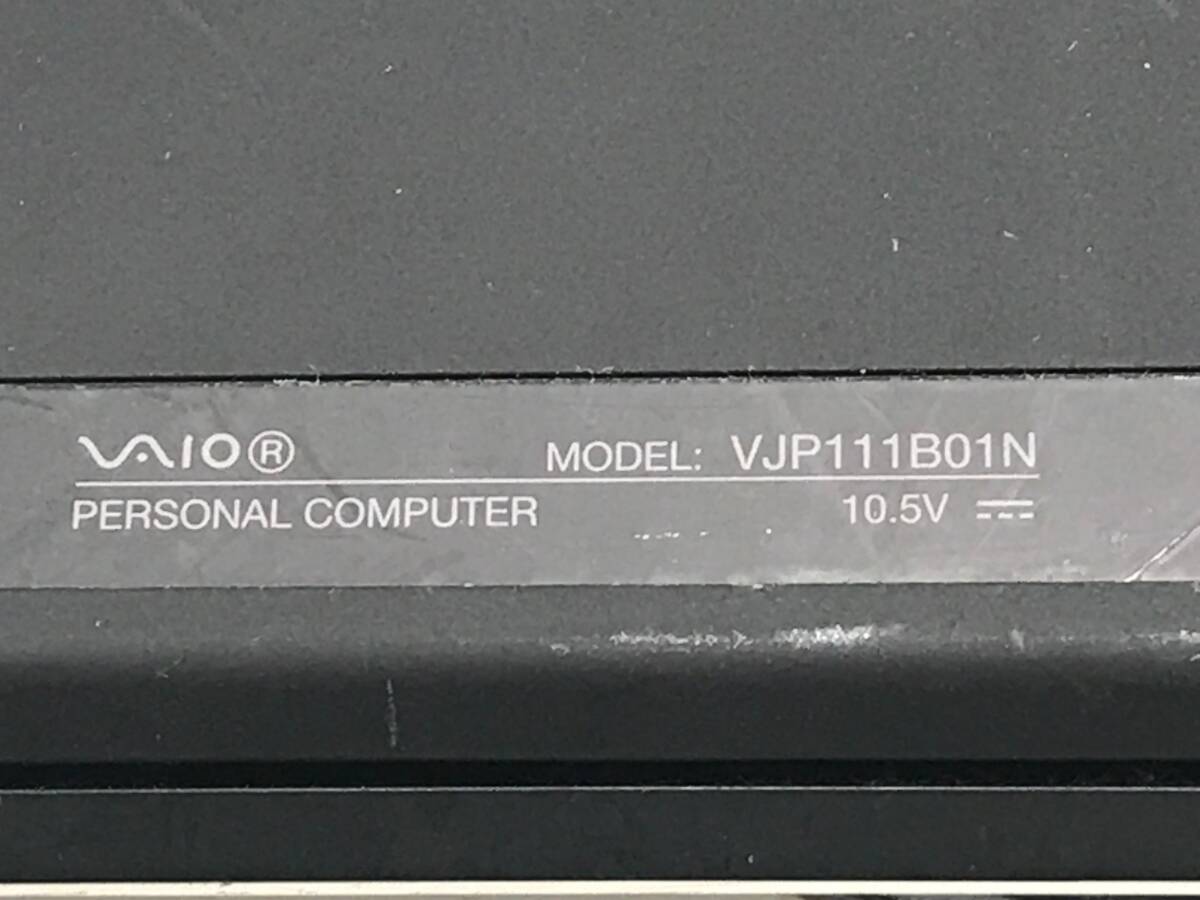 VAIO® MODEL: VJP111B01N
PERSONAL COMPUTER 10.5V ⎓